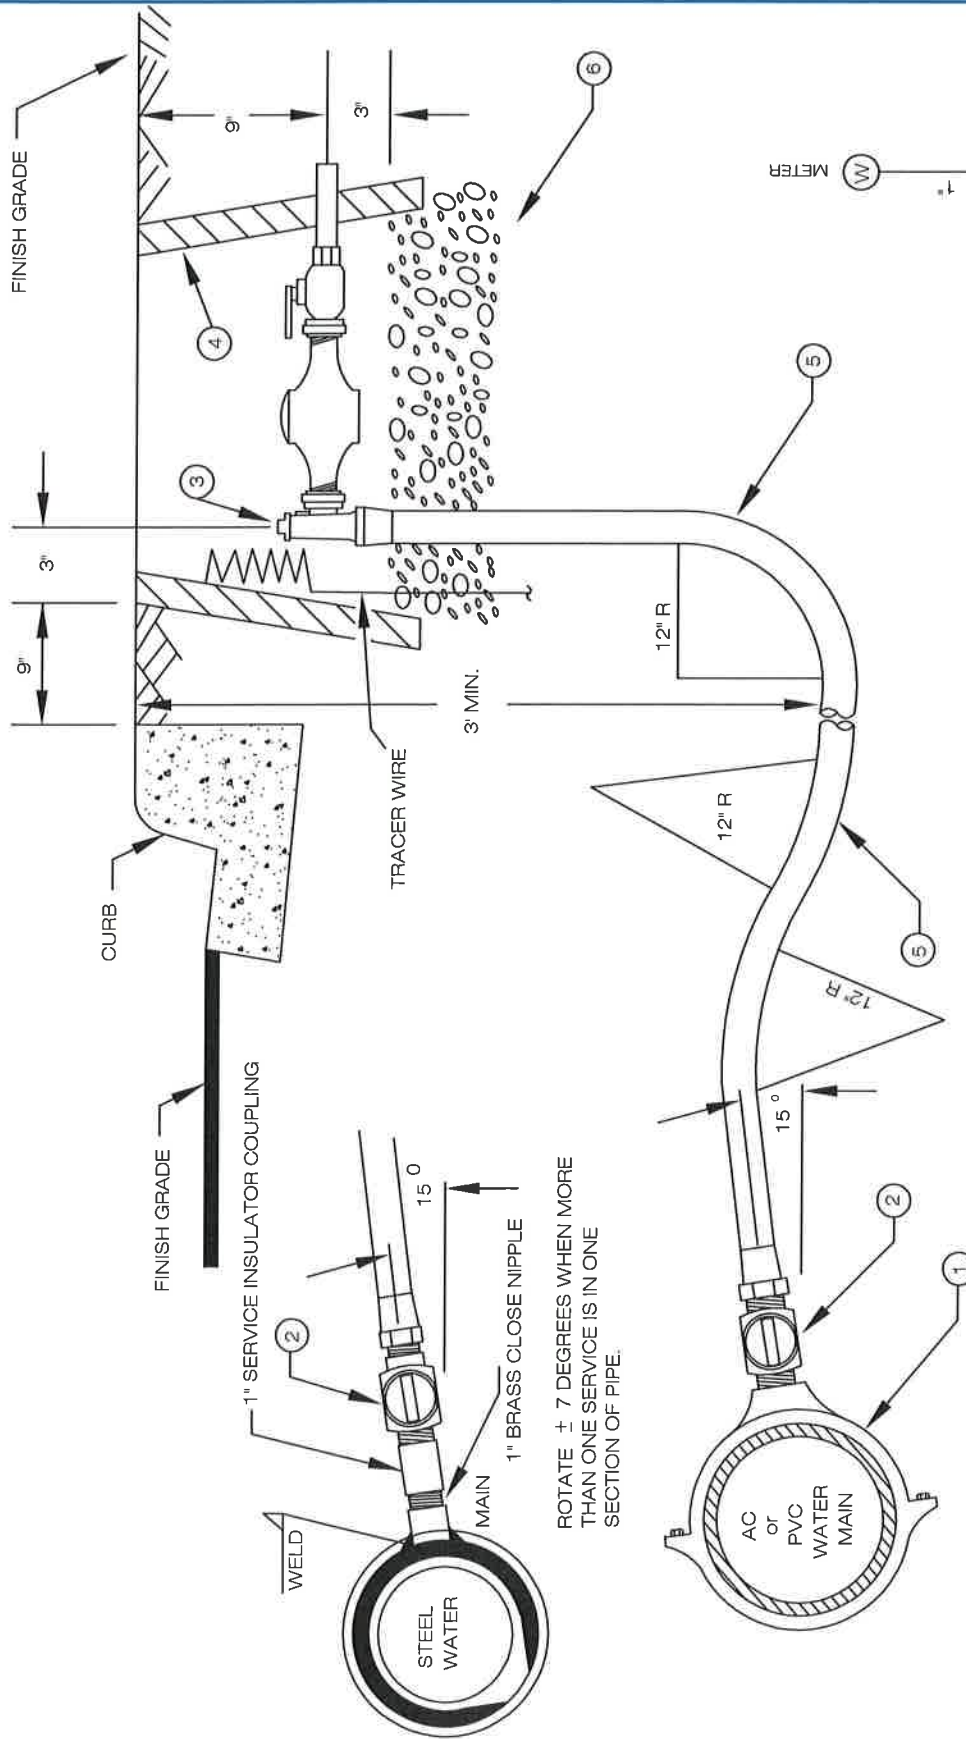 FINISH GRADE
9"
3"
6
METER
W
1"
4
3
3"
9"
5
12" R
3' MIN.
TRACER WIRE
CURB
12" R
5
12" R
FINISH GRADE
1" SERVICE INSULATOR COUPLING
15 O
15 °
2
1" BRASS CLOSE NIPPLE
ROTATE ± 7 DEGREES WHEN MORE
THAN ONE SERVICE IS IN ONE
SECTION OF PIPE.
2
1
WELD
MAIN
STEEL
WATER
AC
or
PVC
WATER
MAIN